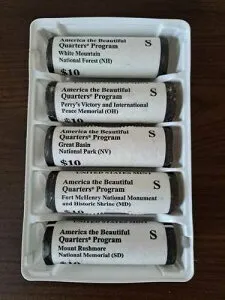 America the Beautiful
Quarters® Program S
White Mountain
National Forest (NH)
$10
America the Beautiful
Quarters® Program S
Perry's Victory and International
Peace Memorial (OH)
$10
America the Beautiful
Quarters® Program S
Great Basin
National Park (NV)
$10
UNITED STATES MINT
America the Beautiful
Quarters® Program S
Fort McHenry National Monument
and Historic Shrine (MD)
America the Beautiful
Quarters® Program S
Mount Rushmore
National Memorial (SD)
$10